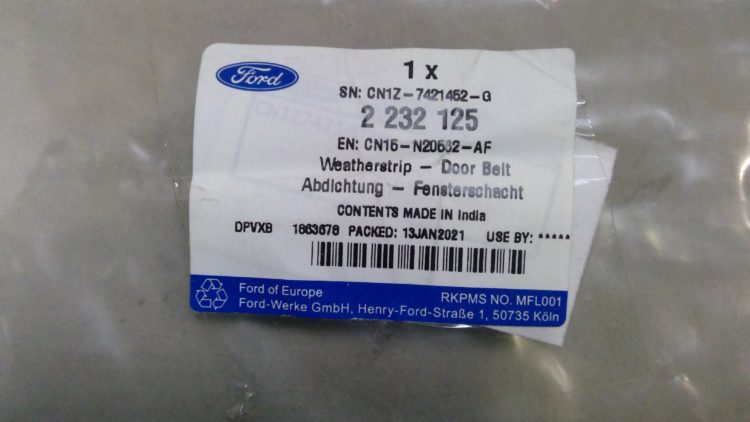 Ford
1 x
SN: CN1Z-7421452-G
2 232 125
EN: CN15-N20532-AF
Weatherstrip - Door Belt
Abdichtung - Fensterschacht
CONTENTS MADE IN India
DPVXB 1863678 PACKED: 13JAN2021 USE BY: *****
Ford of Europe RKPMS NO. MFL001
Ford-Werke GmbH, Henry-Ford-Straße 1, 50735 Köln